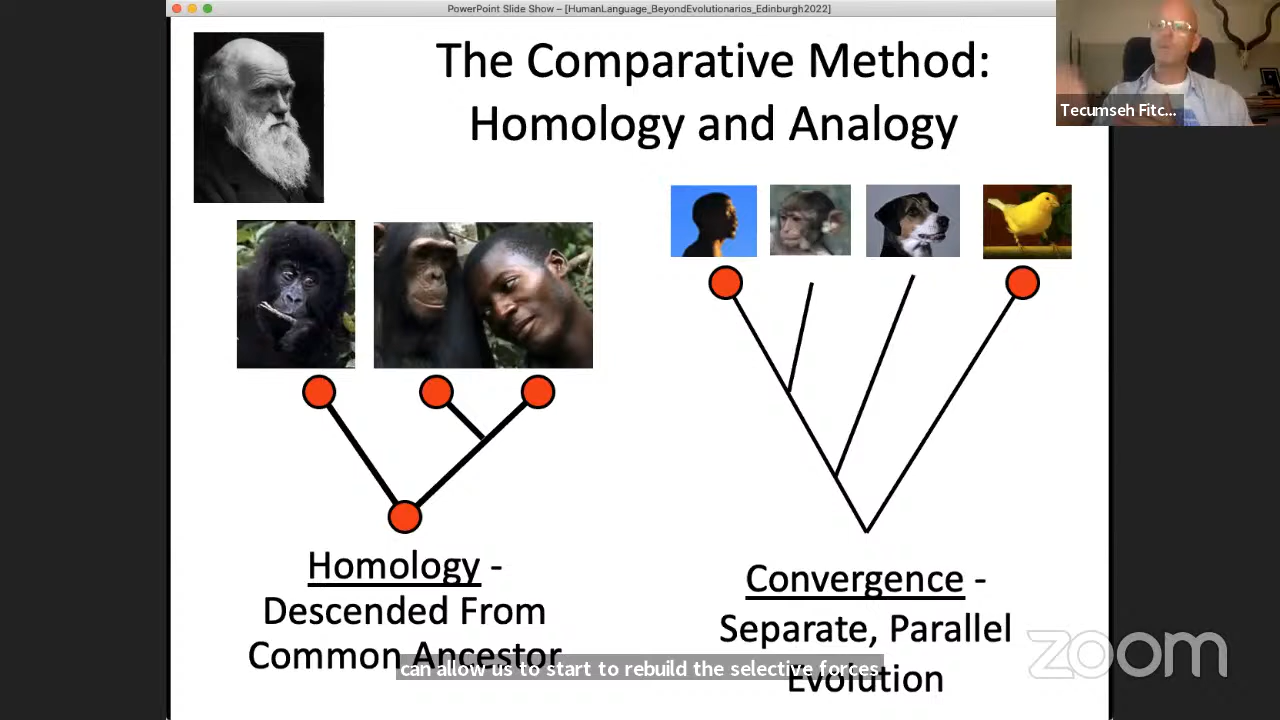 PowerPoint Slide Show – [HumanLanguage_BeyondEvolutionarios_Edinburgh2022]
The Comparative Method:
Homology and Analogy
Tecumseh Fitc...
Homology -
Descended From
Common Ancestor
Convergence -
Separate, Parallel
Evolution
can allow us to start to rebuild the selective forces
zoom